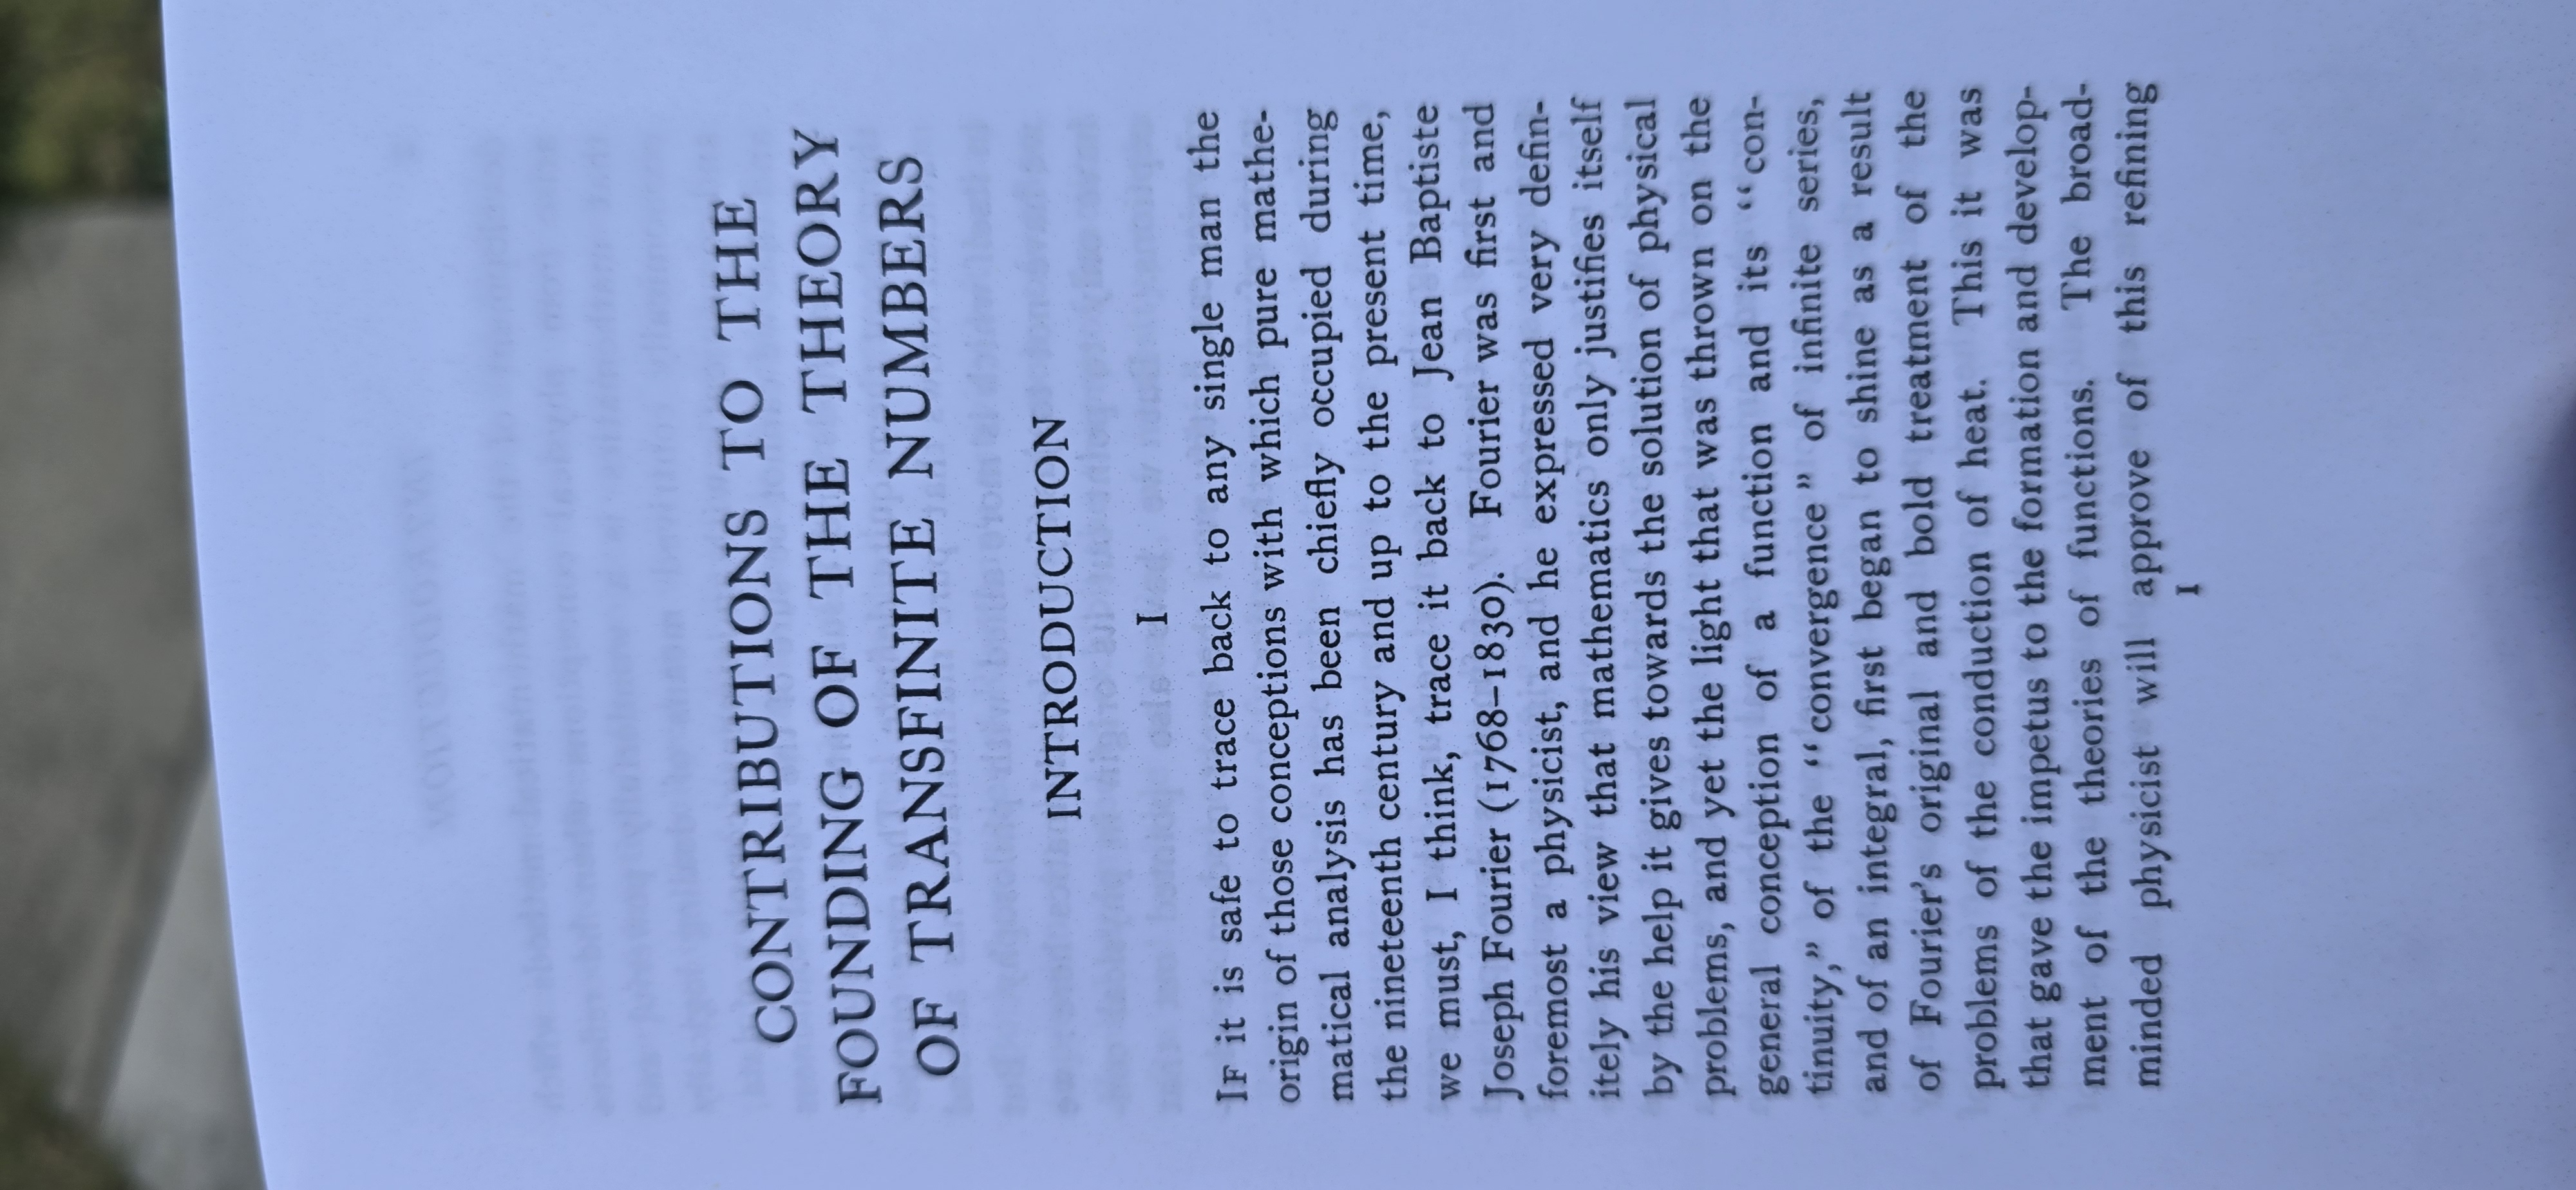 CONTRIBUTIONS TO THE
FOUNDING OF THE THEORY
OF TRANSFINITE NUMBERS
INTRODUCTION
I
IF it is safe to trace back to any single man the
origin of those conceptions with which pure mathe-
matical analysis has been chiefly occupied during
the nineteenth century and up to the present time,
we must, I think, trace it back to Jean Baptiste
Joseph Fourier (1768–1830). Fourier was first and
foremost a physicist, and he expressed very defin-
itely his view that mathematics only justifies itself
by the help it gives towards the solution of physical
problems, and yet the light that was thrown on the
general conception of a function and its “con-
tinuity,” of the “convergence” of infinite series,
and of an integral, first began to shine as a result
of Fourier’s original and bold treatment of the
problems of the conduction of heat. This it was
that gave the impetus to the formation and develop-
ment of the theories of functions. The broad-
minded physicist will approve of this refining
I